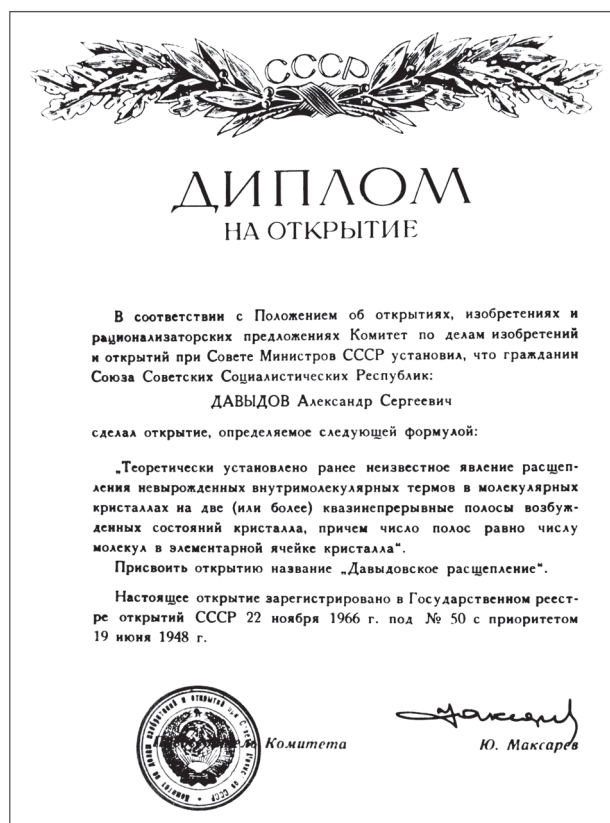 СССР
ДИПЛОМ
НА ОТКРЫТИЕ
В соответствии с Положением об открытиях, изобретениях и
рационализаторских предложениях Комитет по делам изобретений
и открытий при Совете Министров СССР установил, что гражданин
Союза Советских Социалистических Республик:
ДАВЫДОВ Александр Сергеевич
сделал открытие, определяемое следующей формулой:
„Теоретически установлено ранее неизвестное явление расщеп-
ления невырожденных внутримолекулярных термов в молекулярных
кристаллах на две (или более) квазинепрерывные полосы возбуж-
денных состояний кристалла, причем число полос равно числу
молекул в элементарной ячейке кристалла“.
Присвоить открытию название „Давыдовское расщепление“.
Настоящее открытие зарегистрировано в Государственном реест-
ре открытий СССР 22 ноября 1966 г. под № 50 с приоритетом
19 июня 1948 г.
Комитета
Ю. Максарев